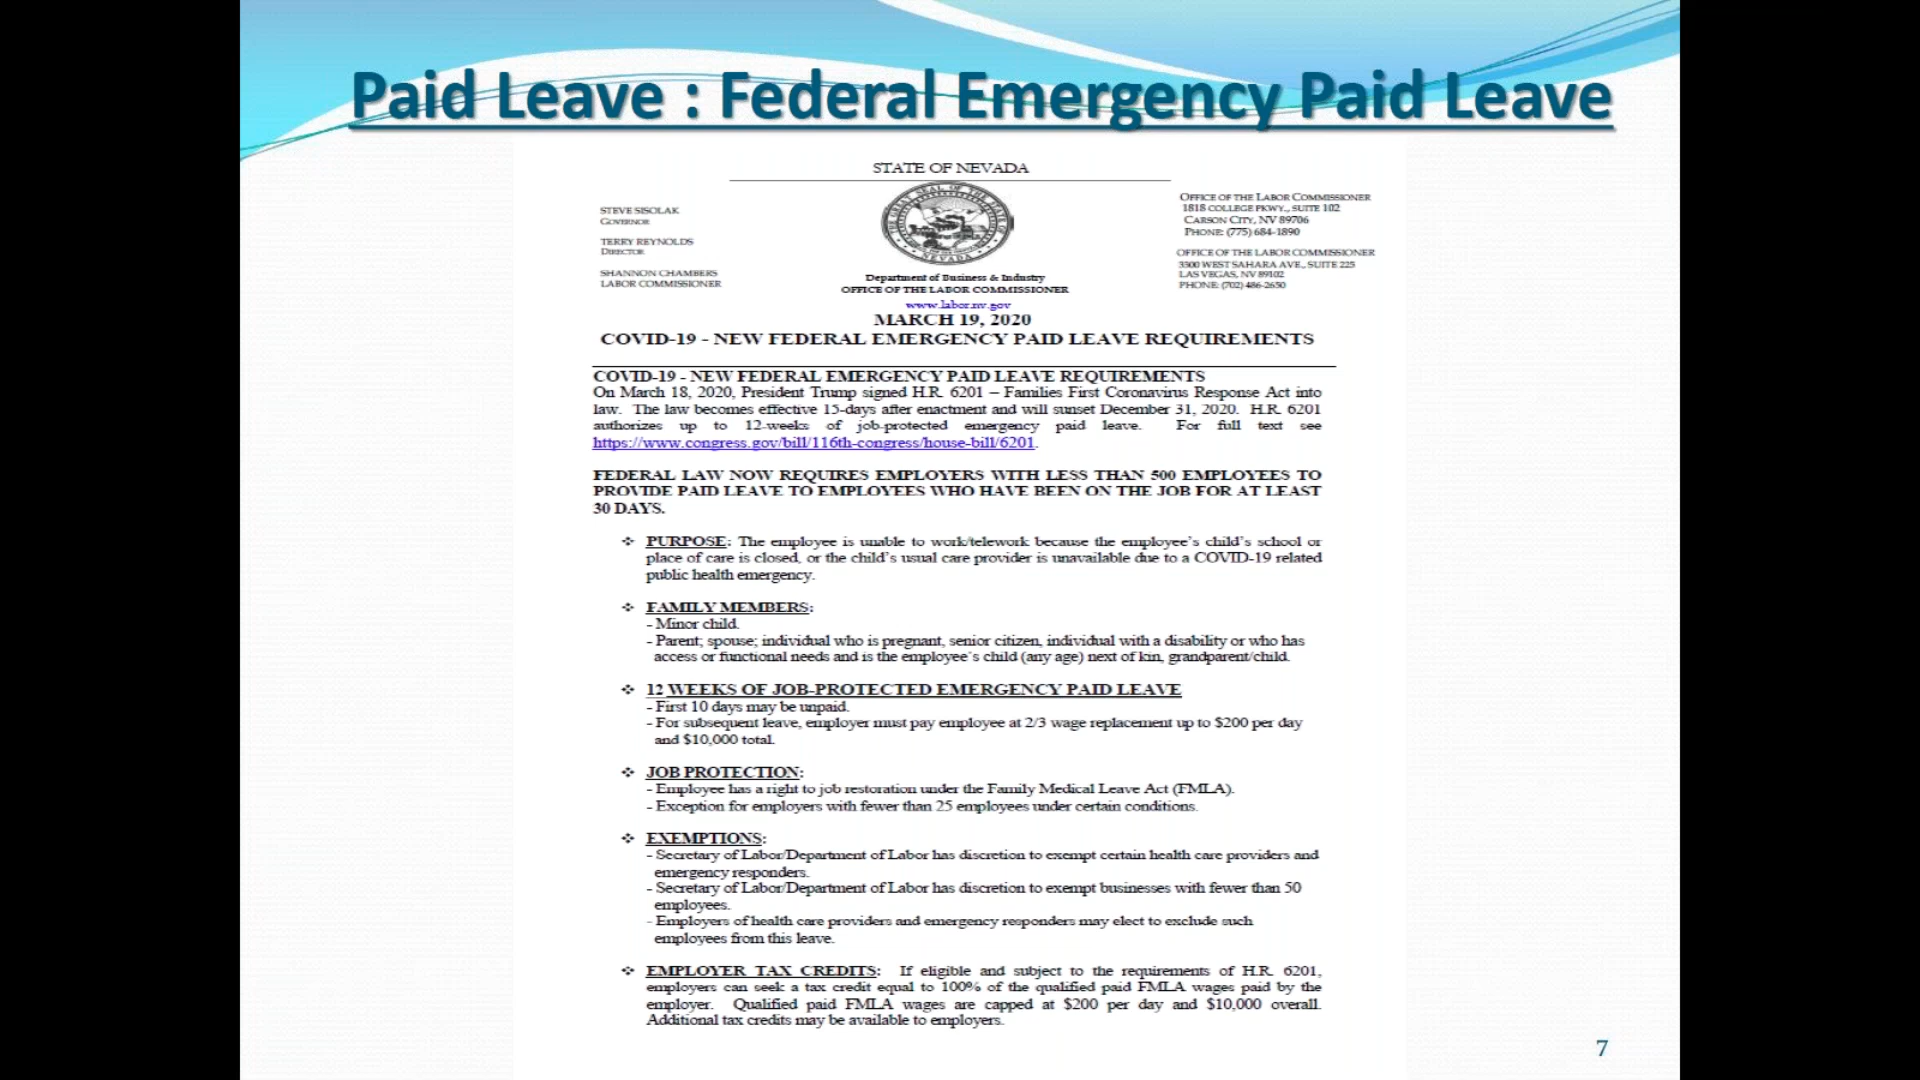 Paid Leave : Federal Emergency Paid Leave
STATE OF NEVADA
STEVE SISOLAK
GOVERNOR
TERRY REYNOLDS
DIRECTOR
SHANNON CHAMBERS
LABOR COMMISSIONER
OFFICE OF THE LABOR COMMISSIONER
1818 COLLEGE PKWY., SUITE 102
CARSON CITY, NV 89706
PHONE: (775) 684-1890
OFFICE OF THE LABOR COMMISSIONER
3300 WEST SAHARA AVE., SUITE 225
LAS VEGAS, NV 89102
PHONE: (702) 486-2650
Department of Business & Industry
OFFICE OF THE LABOR COMMISSIONER
www.labor.nv.gov
MARCH 19, 2020
COVID-19 - NEW FEDERAL EMERGENCY PAID LEAVE REQUIREMENTS
COVID-19 - NEW FEDERAL EMERGENCY PAID LEAVE REQUIREMENTS
On March 18, 2020, President Trump signed H.R. 6201 – Families First Coronavirus Response Act into
law. The law becomes effective 15-days after enactment and will sunset December 31, 2020. H.R. 6201
authorizes up to 12-weeks of job-protected emergency paid leave. For full text see
https://www.congress.gov/bill/116th-congress/house-bill/6201.
FEDERAL LAW NOW REQUIRES EMPLOYERS WITH LESS THAN 500 EMPLOYEES TO
PROVIDE PAID LEAVE TO EMPLOYEES WHO HAVE BEEN ON THE JOB FOR AT LEAST
30 DAYS.
❖ PURPOSE: The employee is unable to work/telework because the employee's child's school or
place of care is closed, or the child's usual care provider is unavailable due to a COVID-19 related
public health emergency.
❖ FAMILY MEMBERS:
- Minor child.
- Parent; spouse; individual who is pregnant, senior citizen, individual with a disability or who has
access or functional needs and is the employee's child (any age) next of kin, grandparent/child.
❖ 12 WEEKS OF JOB-PROTECTED EMERGENCY PAID LEAVE
- First 10 days may be unpaid.
- For subsequent leave, employer must pay employee at 2/3 wage replacement up to $200 per day
and $10,000 total.
❖ JOB PROTECTION:
- Employee has a right to job restoration under the Family Medical Leave Act (FMLA).
- Exception for employers with fewer than 25 employees under certain conditions.
❖ EXEMPTIONS:
- Secretary of Labor/Department of Labor has discretion to exempt certain health care providers and
emergency responders.
- Secretary of Labor/Department of Labor has discretion to exempt businesses with fewer than 50
employees.
- Employers of health care providers and emergency responders may elect to exclude such
employees from this leave.
❖ EMPLOYER TAX CREDITS: If eligible and subject to the requirements of H.R. 6201,
employers can seek a tax credit equal to 100% of the qualified paid FMLA wages paid by the
employer. Qualified paid FMLA wages are capped at $200 per day and $10,000 overall.
Additional tax credits may be available to employers.
7